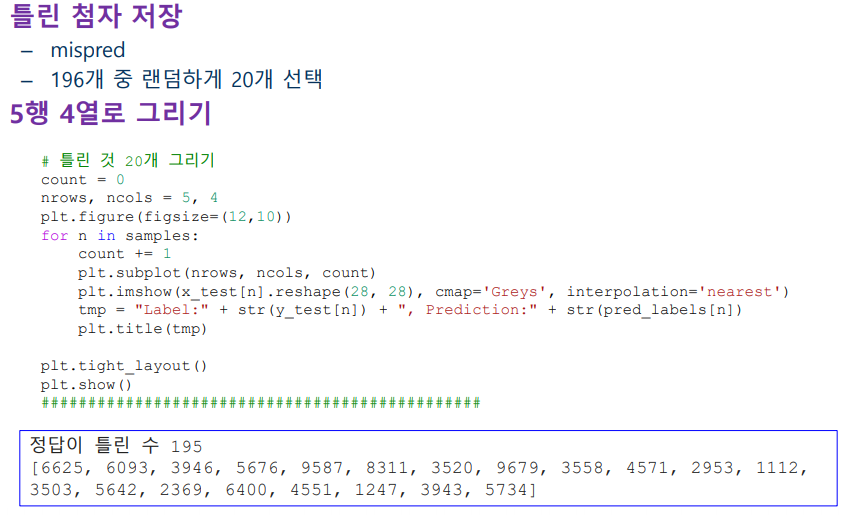 틀린 첨자 저장
– mispred
– 196개 중 랜덤하게 20개 선택
5행 4열로 그리기
# 틀린 것 20개 그리기
count = 0
nrows, ncols = 5, 4
plt.figure(figsize=(12,10))
for n in samples:
    count += 1
    plt.subplot(nrows, ncols, count)
    plt.imshow(x_test[n].reshape(28, 28), cmap='Greys', interpolation='nearest')
    tmp = "Label:" + str(y_test[n]) + ", Prediction:" + str(pred_labels[n])
    plt.title(tmp)
plt.tight_layout()
plt.show()
###############################################
정답이 틀린 수 195
[6625, 6093, 3946, 5676, 9587, 8311, 3520, 9679, 3558, 4571, 2953, 1112,
3503, 5642, 2369, 6400, 4551, 1247, 3943, 5734]